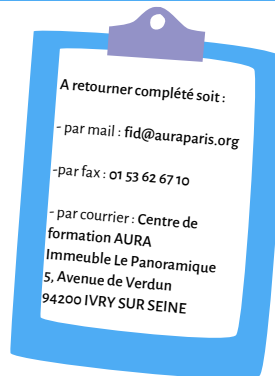 A retourner complété soit :
- par mail : fid@auraparis.org
-par fax : 01 53 62 67 10
- par courrier : Centre de
formation AURA
Immeuble Le Panoramique
5, Avenue de Verdun
94200 IVRY SUR SEINE